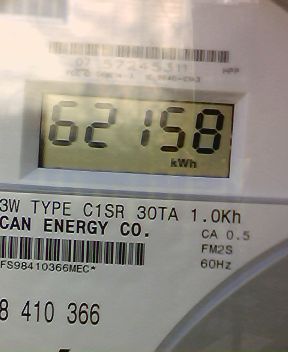 62158
kWh
3W TYPE C1SR 30TA 1.0Kh
CAN ENERGY CO.
CA 0.5
FM2S
FS98410366MEC*
60Hz
8 410 366